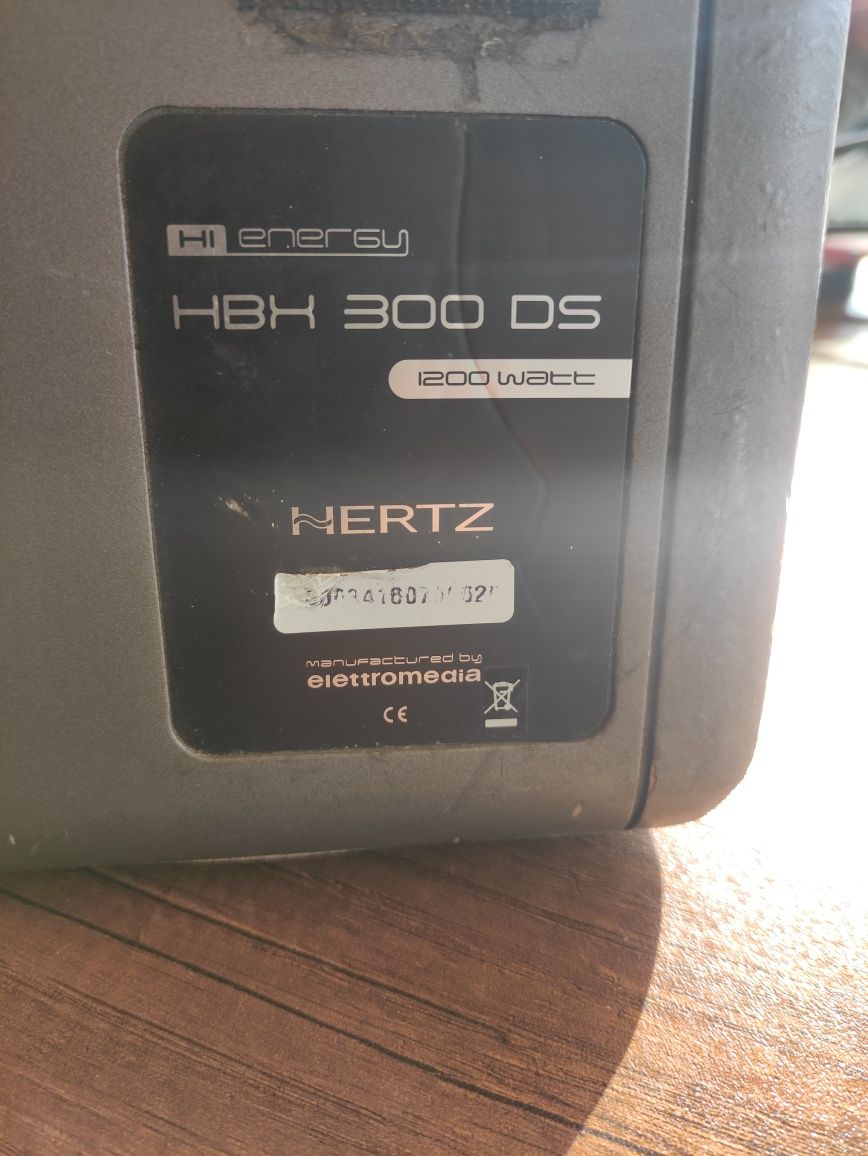 HI energy
HBX 300 DS
1200 watt
HERTZ
manufactured by
elettromedia
CE